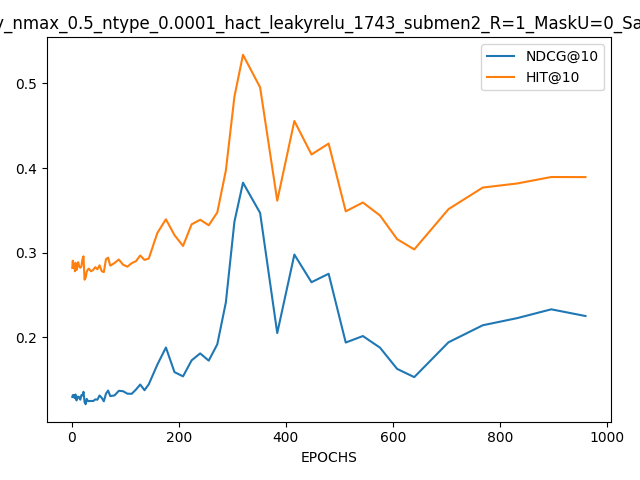 y_nmax_0.5_ntype_0.0001_hact_leakyrelu_1743_submen2_R=1_MaskU=0_Sa
NDCG@10
HIT@10
0.5
0.4
0.3
0.2
0 200 400 600 800 1000
EPOCHS